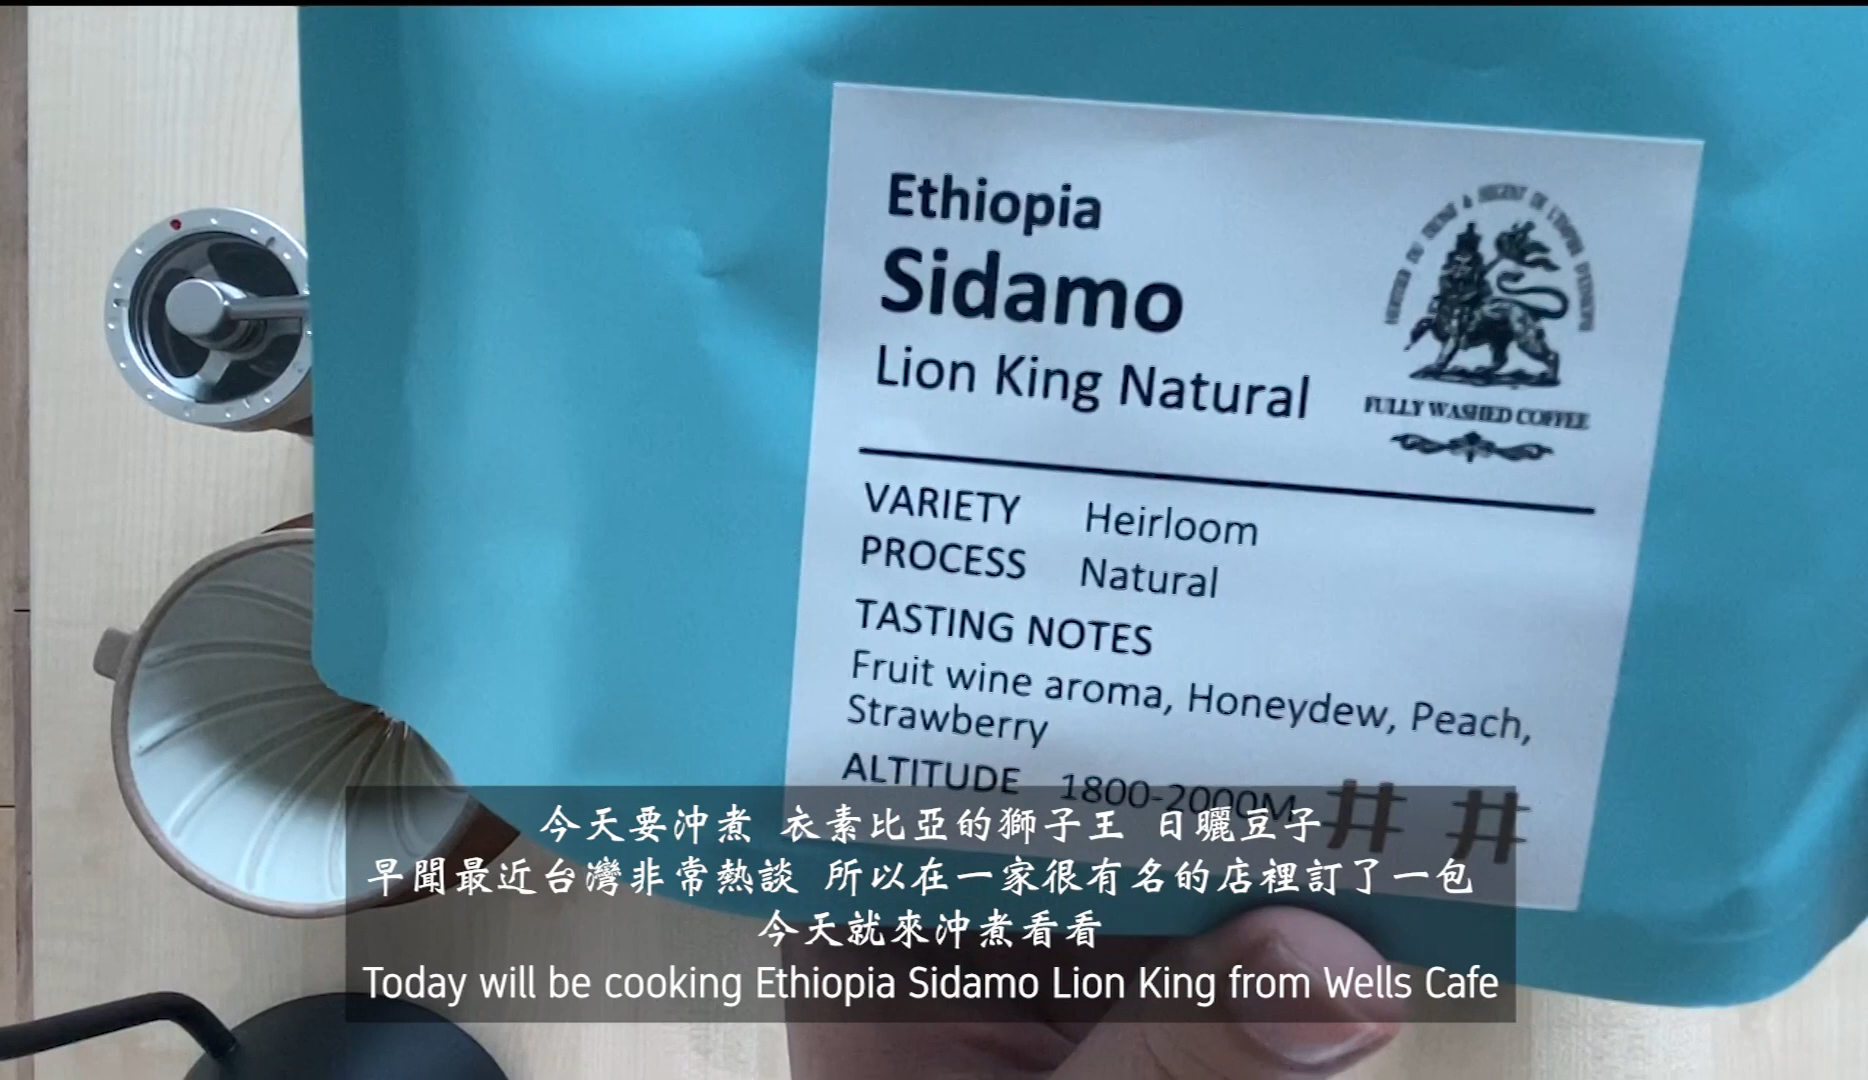 Ethiopia
Sidamo
Lion King Natural
FULLY WASHED COFFEE
VARIETY Heirloom
PROCESS Natural
TASTING NOTES
Fruit wine aroma, Honeydew, Peach,
Strawberry
ALTITUDE 1800-2000M
井 井
今天要沖煮 衣素比亞的獅子王 日曬豆子
早聞最近台灣非常熱談 所以在一家很有名的店裡訂了一包
今天就來沖煮看看
Today will be cooking Ethiopia Sidamo Lion King from Wells Cafe